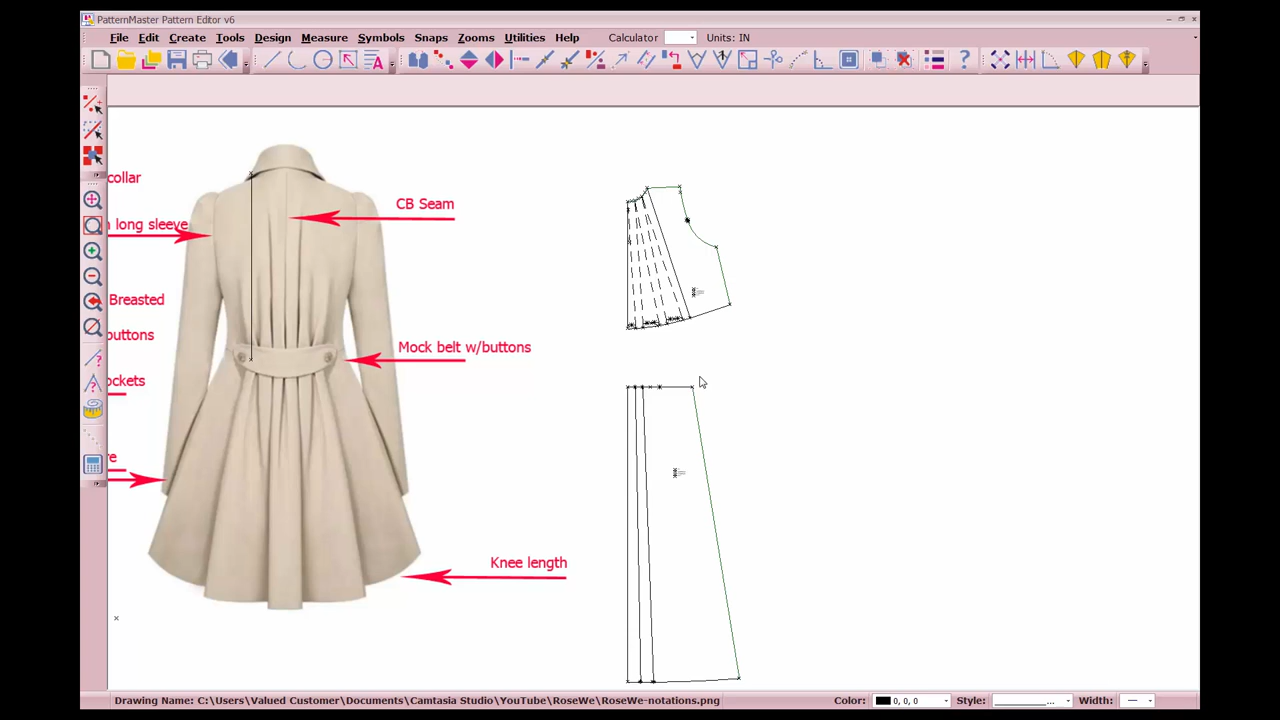 PatternMaster Pattern Editor v6
File Edit Create Tools Design Measure Symbols Snaps Zooms Utilities Help Calculator Units: IN
collar
CB Seam
long sleeve
Breasted
Mock belt w/buttons
Knee length
Drawing Name: C:\Users\Valued Customer\Documents\Camtasia Studio\YouTube\RoseWe\RoseWe-notations.png Color: 0, 0, 0 Style: Width: